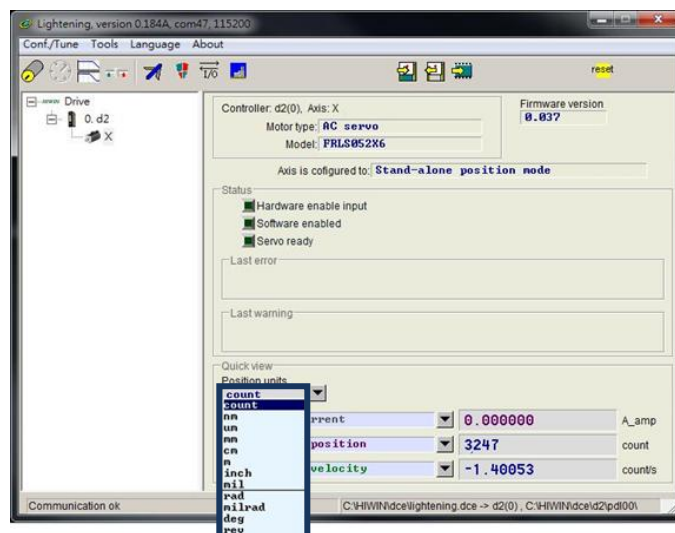 Lightening, version 0.184A, com47, 115200
Conf./Tune Tools Language About
I/O
reset
Drive
0. d2
X
Controller: d2(0), Axis: X
Motor type: AC servo
Model: FRLS052X6
Firmware version
0.037
Axis is cofigured to: Stand-alone position mode
Status
Hardware enable input
Software enabled
Servo ready
Last error
Last warning
Quick view
Position units
count
count
nm
um
mm
cm
m
inch
mil
rad
milrad
deg
rev
rrent 0.000000 A_amp
position 3247 count
velocity -1.40053 count/s
Communication ok
C:\HIWIN\dce\lightening.dce -> d2(0) , C:\HIWIN\dce\d2\pdl00\